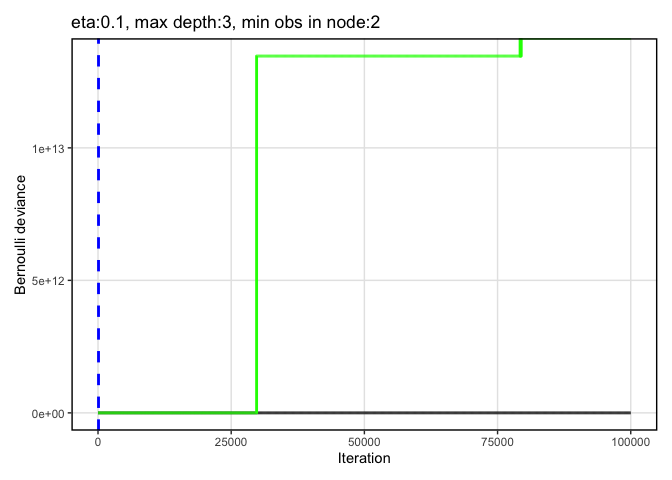 eta:0.1, max depth:3, min obs in node:2
Bernoulli deviance
1e+13
5e+12
0e+00
0
25000
50000
75000
100000
Iteration